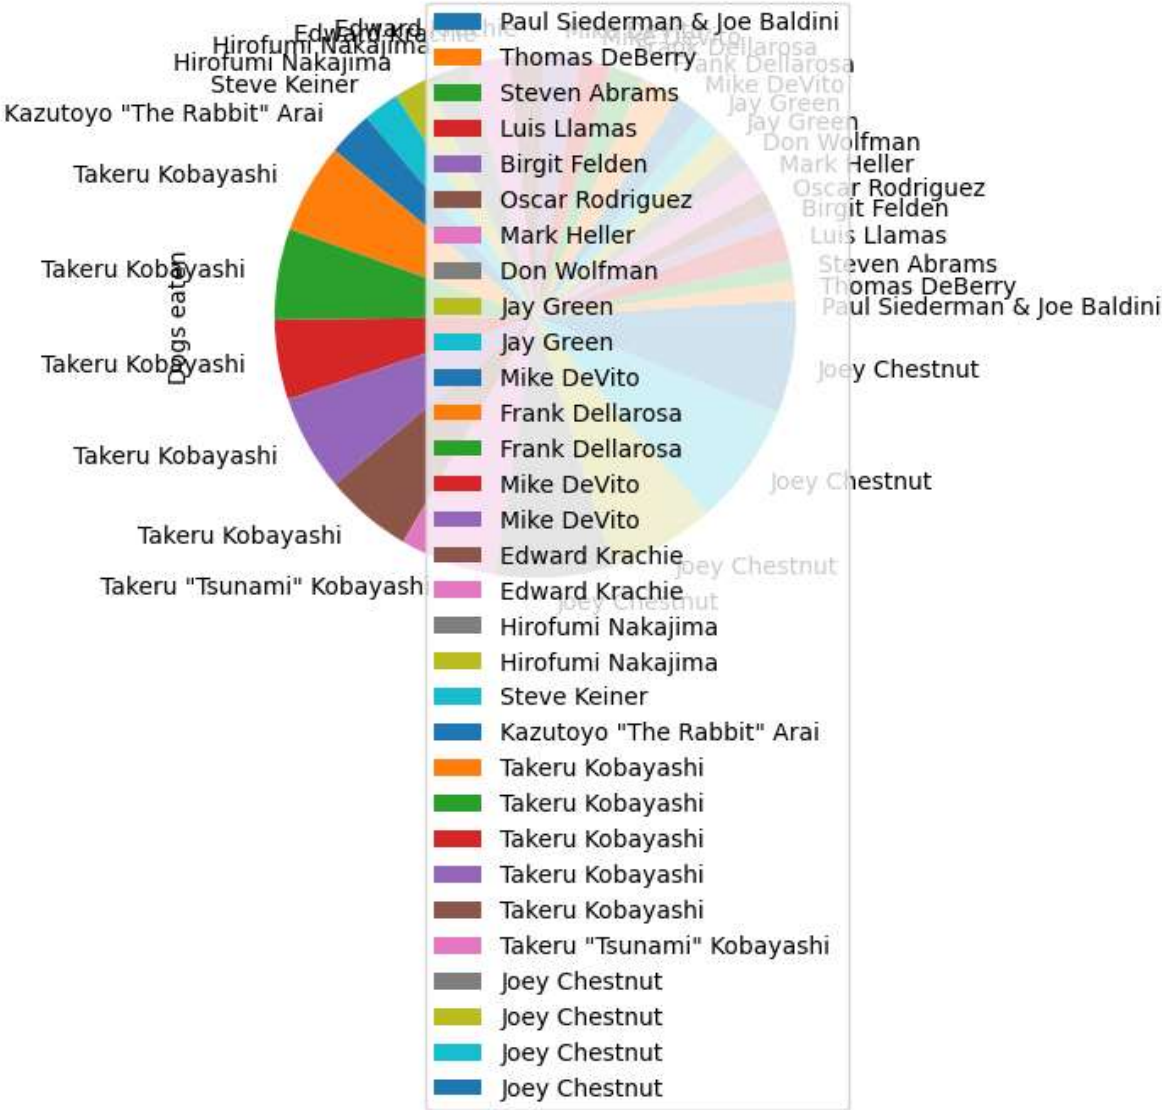 Edward Krachie
Edward Krachie
Hirofumi Nakajima
Hirofumi Nakajima
Steve Keiner
Kazutoyo "The Rabbit" Arai
Takeru Kobayashi
Takeru Kobayashi
Dogs eaten
Takeru Kobayashi
Takeru Kobayashi
Takeru Kobayashi
Takeru "Tsunami" Kobayashi
Paul Siederman & Joe Baldini
Thomas DeBerry
Steven Abrams
Luis Llamas
Birgit Felden
Oscar Rodriguez
Mark Heller
Don Wolfman
Jay Green
Jay Green
Mike DeVito
Frank Dellarosa
Frank Dellarosa
Mike DeVito
Mike DeVito
Edward Krachie
Edward Krachie
Hirofumi Nakajima
Hirofumi Nakajima
Steve Keiner
Kazutoyo "The Rabbit" Arai
Takeru Kobayashi
Takeru Kobayashi
Takeru Kobayashi
Takeru Kobayashi
Takeru Kobayashi
Takeru "Tsunami" Kobayashi
Joey Chestnut
Joey Chestnut
Joey Chestnut
Joey Chestnut
Mike DeVito
Frank Dellarosa
Frank Dellarosa
Mike DeVito
Jay Green
Jay Green
Don Wolfman
Mark Heller
Oscar Rodriguez
Birgit Felden
Luis Llamas
Steven Abrams
Thomas DeBerry
Paul Siederman & Joe Baldini
Joey Chestnut
Joey Chestnut
Joey Chestnut
Joey Chestnut